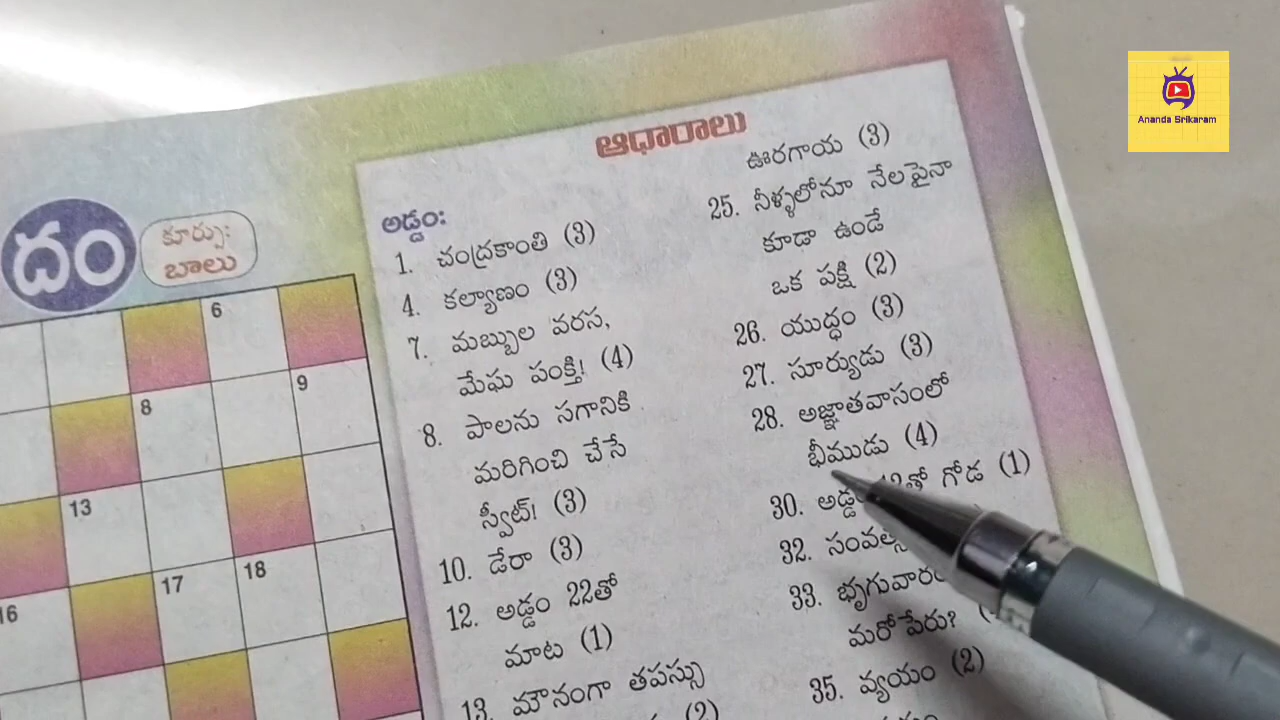 Ananda Srikaram
దం
కూర్పు:
బాలు
6
8
9
13
16
17
18
ఆధారాలు
అడ్డం:
1. చంద్రకాంతి (3)
4. కల్యాణం (3)
7. మబ్బుల వరస,
మేఘ పంక్తి! (4)
8. పాలను సగానికి
మరిగించి చేసే
స్వీట్! (3)
10. డేరా (3)
12. అడ్డం 22తో
మాట (1)
13. మౌనంగా తపస్సు
(2)
ఊరగాయ (3)
25. నీళ్ళలోనూ నేలపైనా
కూడా ఉండే
ఒక పక్షి (2)
26. యుద్ధం (3)
27. సూర్యుడు (3)
28. అజ్ఞాతవాసంలో
భీముడు (4)
30. గోడ (1)
32.
33.
మరోపేరు?
35. వ్యయం (2)